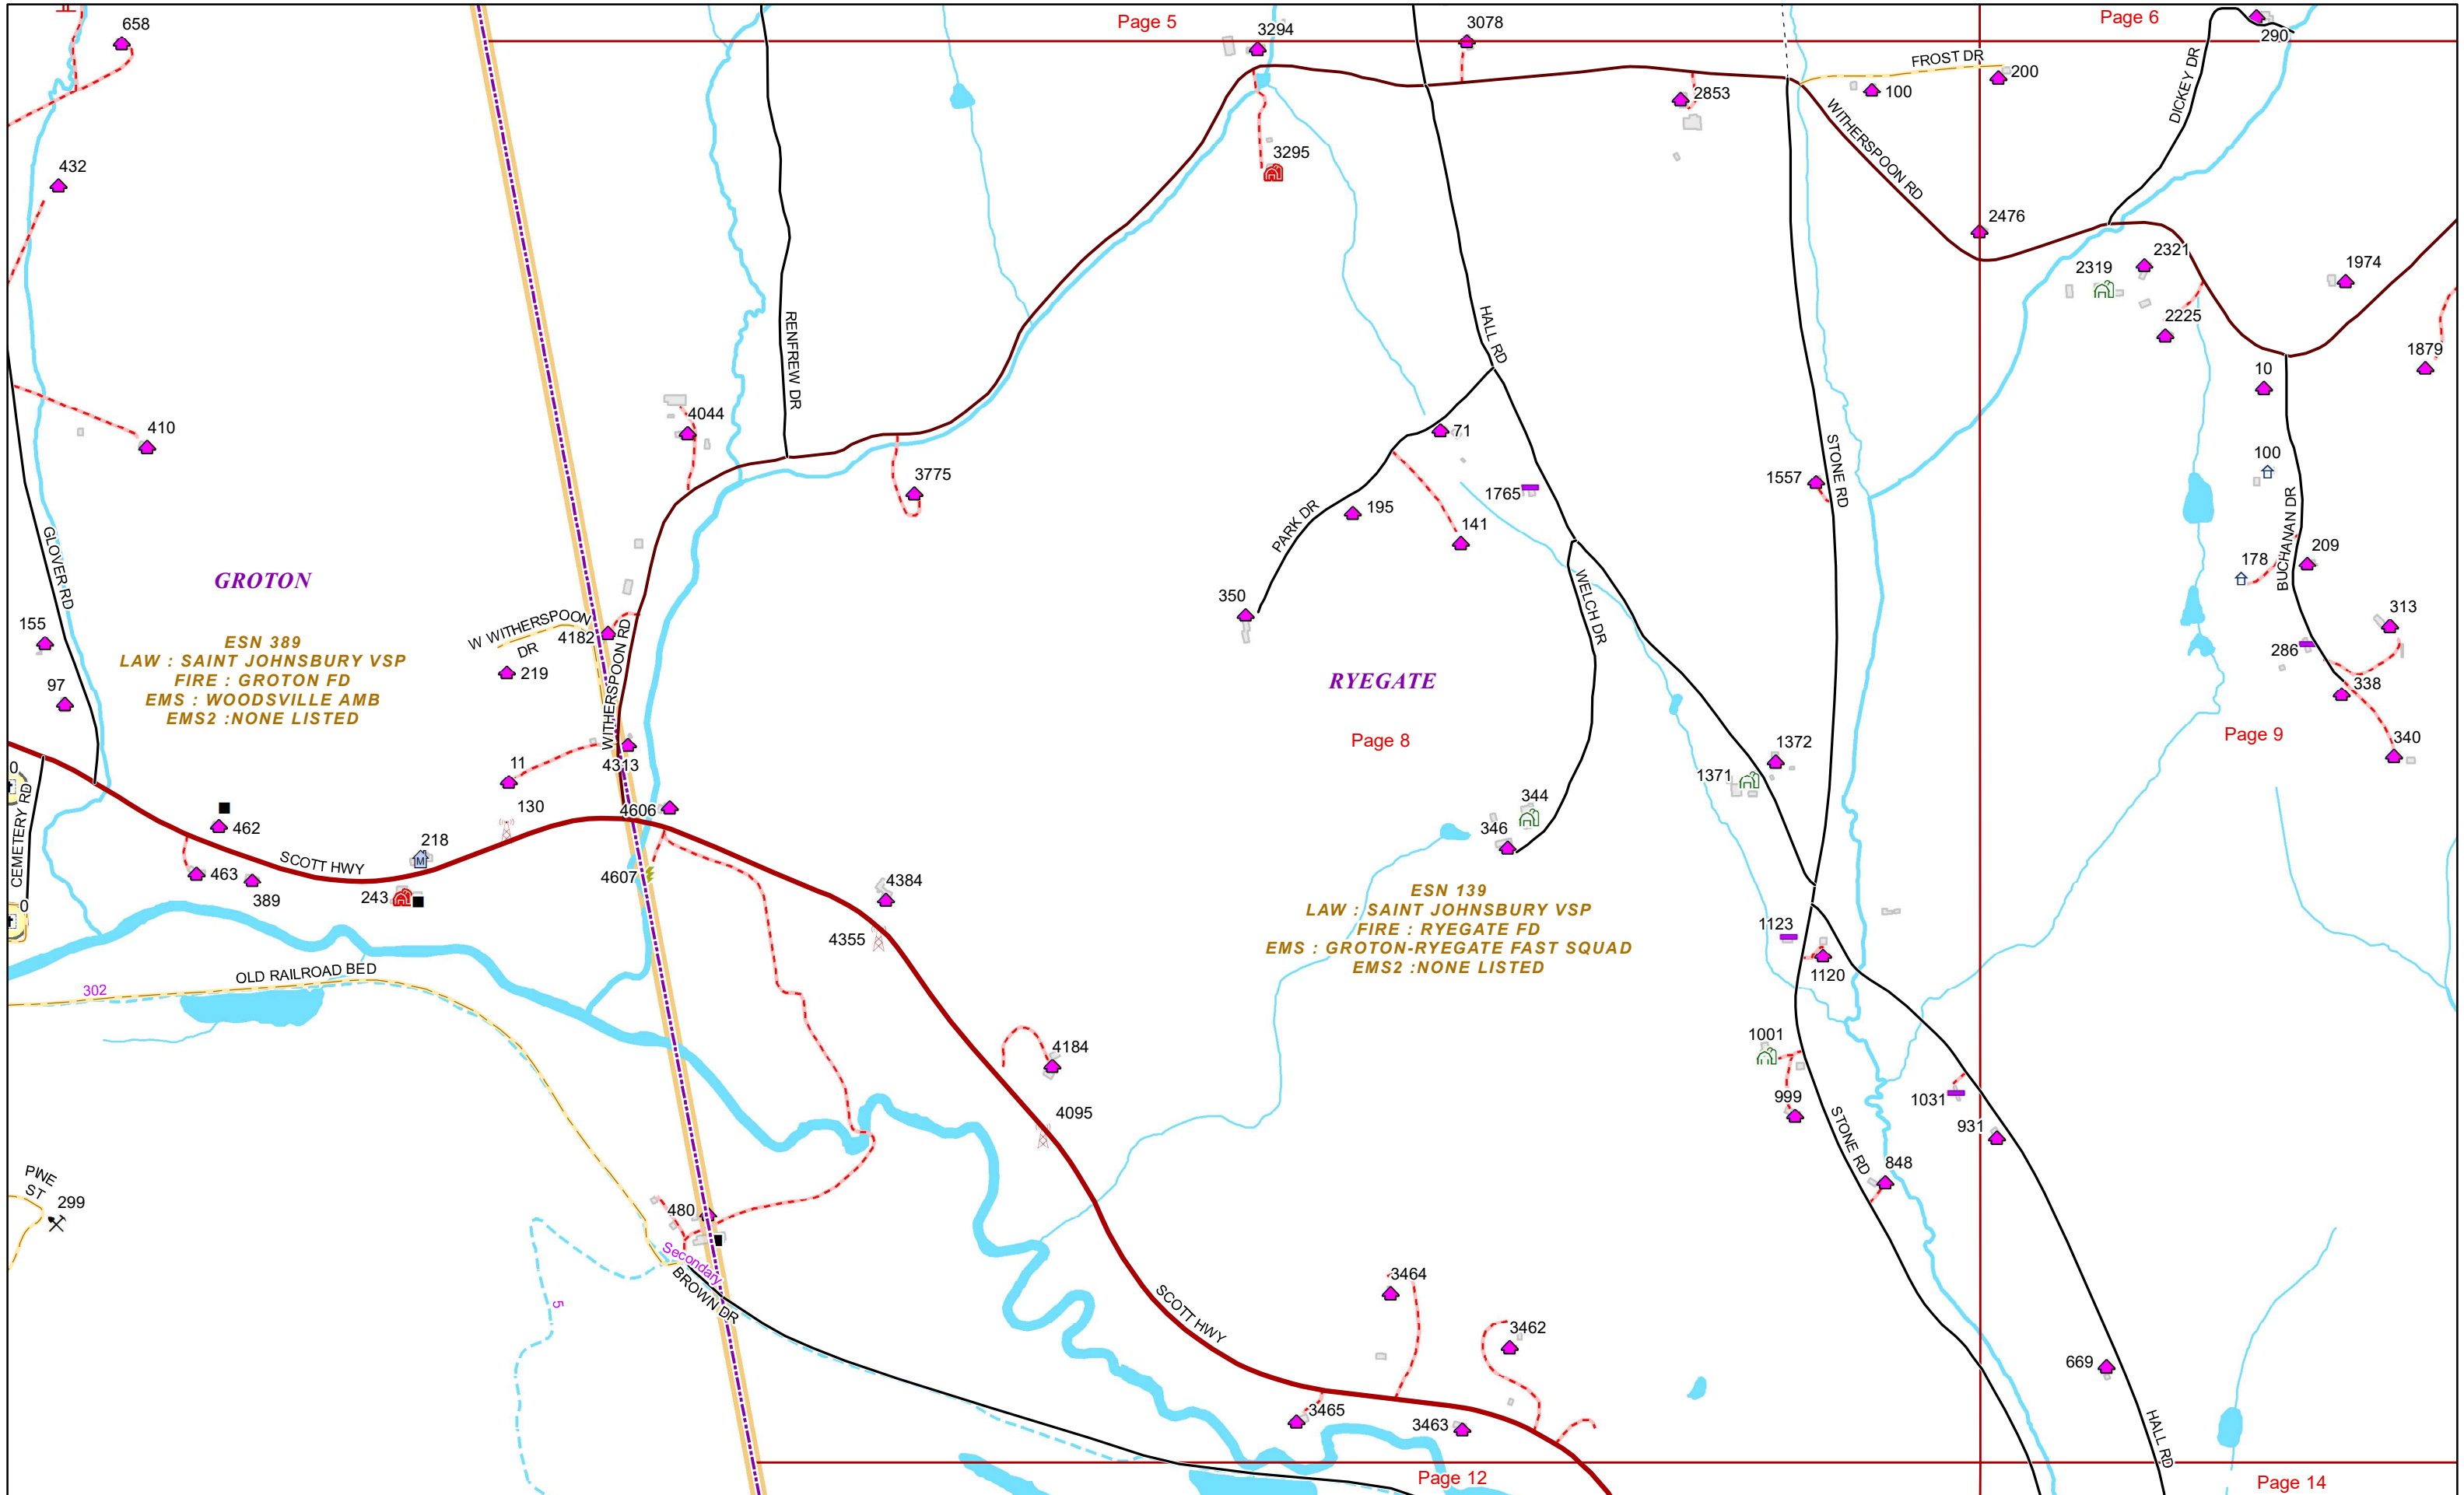 Page 5
Page 6
658
3294
3078
290
FROST DR
200
100
2853
DICKEY DR
WITHERSPOON RD
432
3295
2476
2321
2319
1974
2225
1879
10
RENFREW DR
HALL RD
4044
410
71
STONE RD
100
3775
1557
1765
195
141
PARK DR
BUCHANAN DR
209
178
GLOVER RD
GROTON
WELCH DR
350
313
155
W WITHERSPOON
DR
4182
WITHERSPOON RD
286
ESN 389
LAW : SAINT JOHNSBURY VSP
FIRE : GROTON FD
EMS : WOODSVILLE AMB
EMS2 :NONE LISTED
219
97
RYEGATE
338
Page 8
Page 9
340
1372
4313
11
0
1371
130
4606
344
CEMETERY RD
462
346
218
SCOTT HWY
463
389
243
4607
4384
ESN 139
LAW : SAINT JOHNSBURY VSP
FIRE : RYEGATE FD
EMS : GROTON-RYEGATE FAST SQUAD
EMS2 :NONE LISTED
0
4355
1123
1120
OLD RAILROAD BED
302
4184
1001
4095
999
1031
931
STONE RD
848
PINE
ST
299
480
Secondary
BROWN DR
5
3464
SCOTT HWY
3462
669
3465
3463
HALL RD
Page 12
Page 14